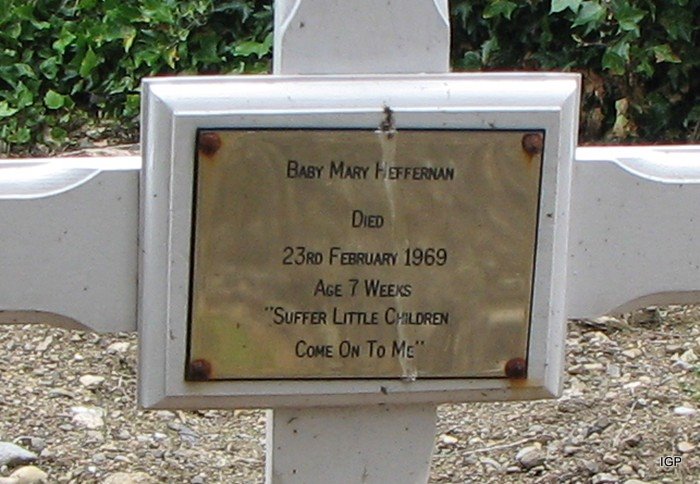 Baby Mary Heffernan
Died
23rd February 1969
Age 7 Weeks
"Suffer Little Children
Come On To Me"
IGP